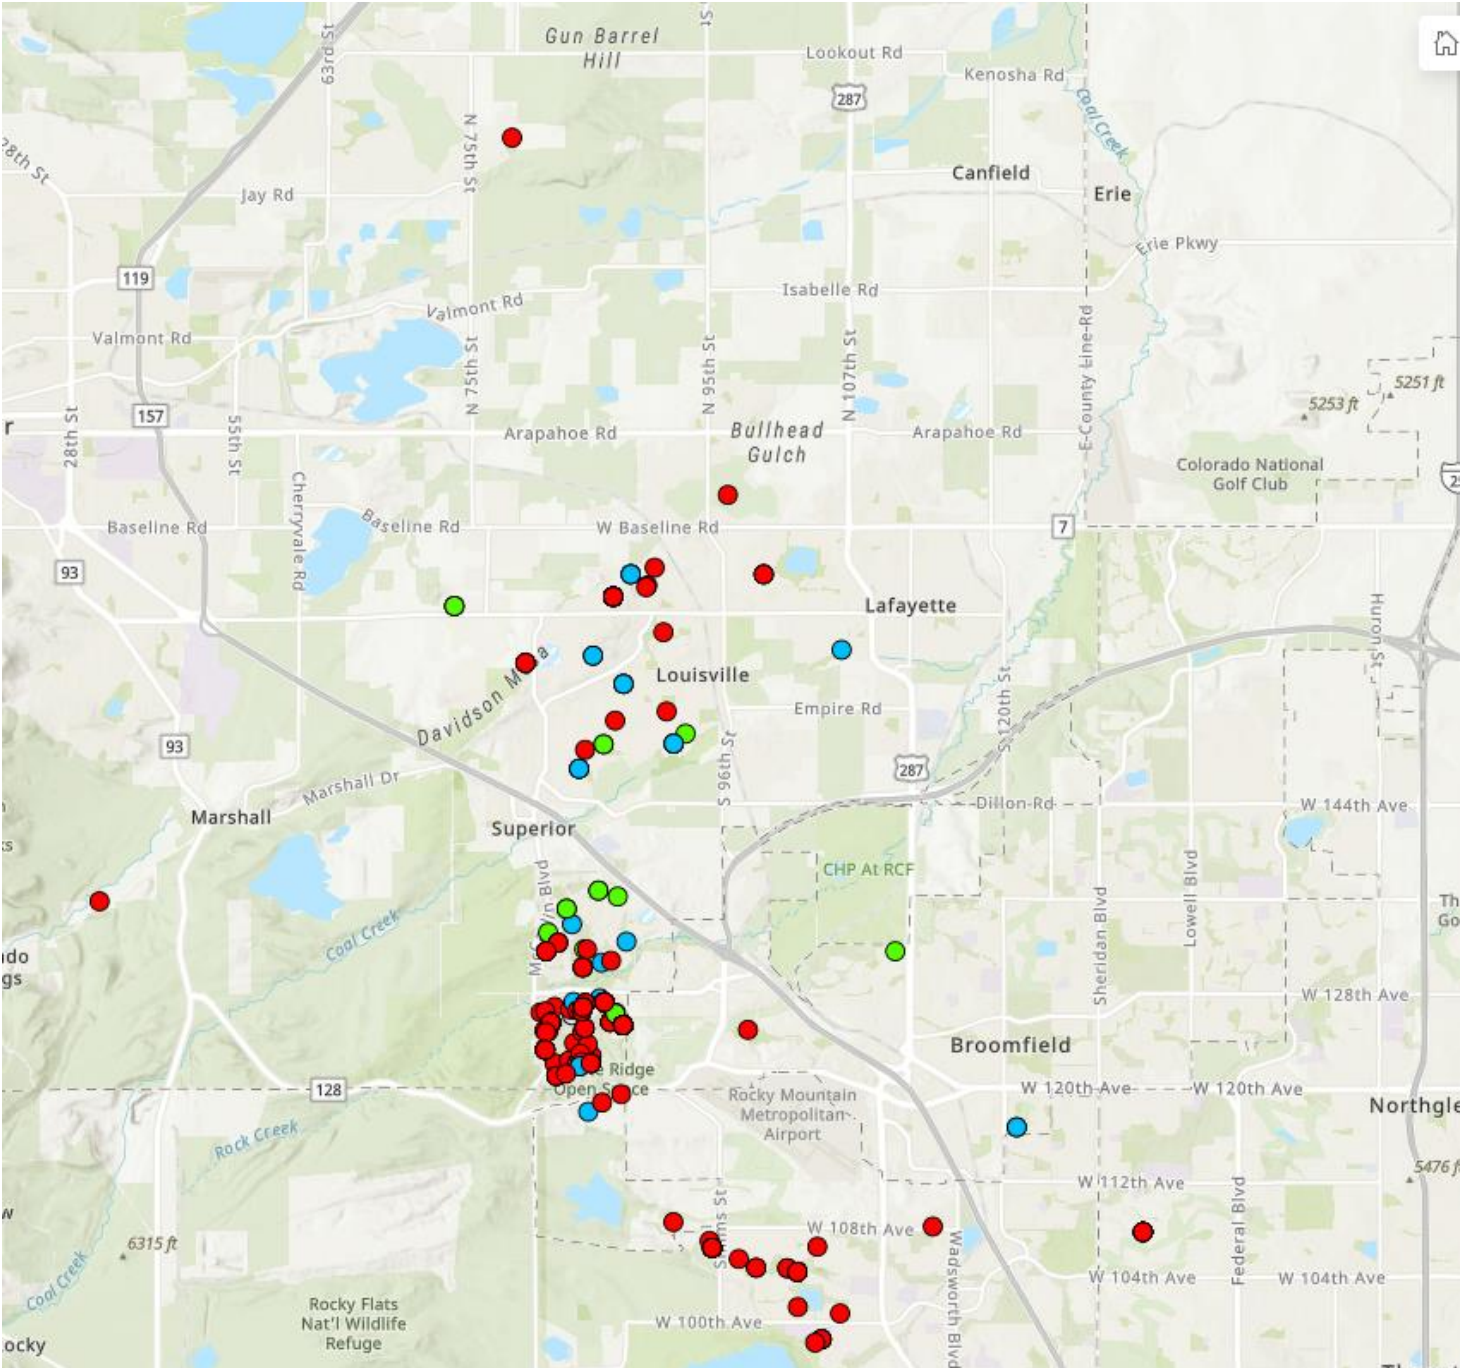 Gun Barrel
Hill
Lookout Rd
Kenosha Rd
63rd St
287
Coal Creek
N 75th St
28th St
Canfield
Erie
Jay Rd
Erie Pkwy
119
Isabelle Rd
Valmont Rd
Valmont Rd
N 75th St
N 95th St
N 107th St
E County Line Rd
5251 ft
5253 ft
157
28th St
55th St
r
Arapahoe Rd
Bullhead
Gulch
Arapahoe Rd
Colorado National
Golf Club
Cherryvale Rd
Baseline Rd
Baseline Rd
W Baseline Rd
7
93
Lafayette
Huron St
Louisville
Davidson M a
Empire Rd
S 120th St
93
S 96th St
287
Marshall Dr
Dillon Rd
W 144th Ave
Marshall
Superior
CHP At RCF
Lowell Blvd
Sheridan Blvd
Th
Go
Coal Creek
ado
gs
W 128th Ave
Broomfield
e Ridge
Open Space
128
W 120th Ave
W 120th Ave
Rocky Mountain
Metropolitan
Airport
Northgle
Rock Creek
5476 ft
W 112th Ave
Simms St
W 108th Ave
Federal Blvd
Wadsworth Blvd
6315 ft
Coal Creek
W 104th Ave
W 104th Ave
Rocky Flats
Nat'l Wildlife
Refuge
W 100th Ave
ocky